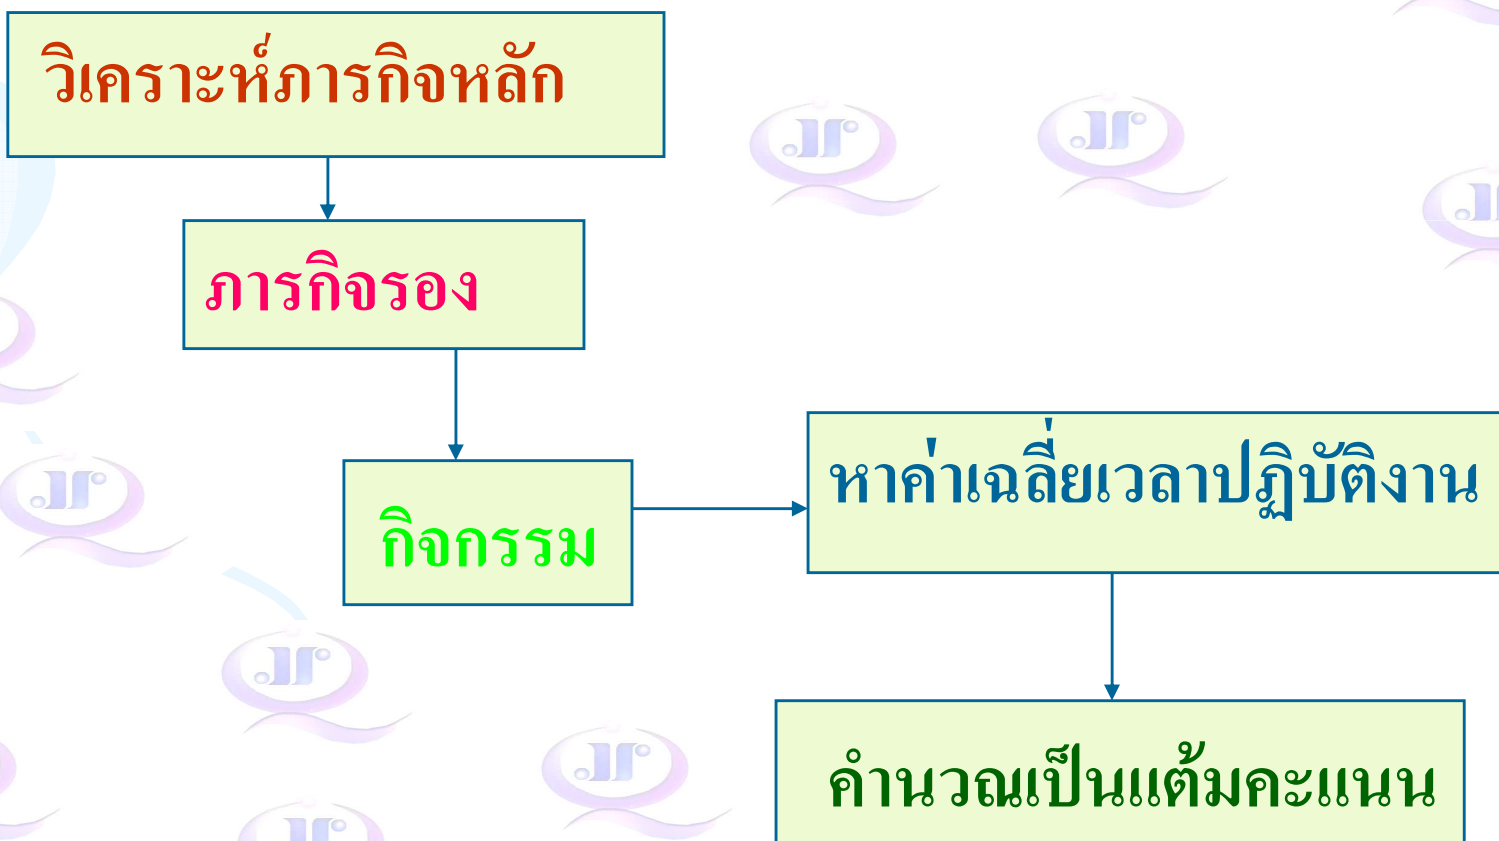 วิเคราะห์ภารกิจหลัก
ภารกิจรอง
กิจกรรม
หาค่าเฉลี่ยเวลาปฏิบัติงาน
คำนวณเป็นแต้มคะแนน